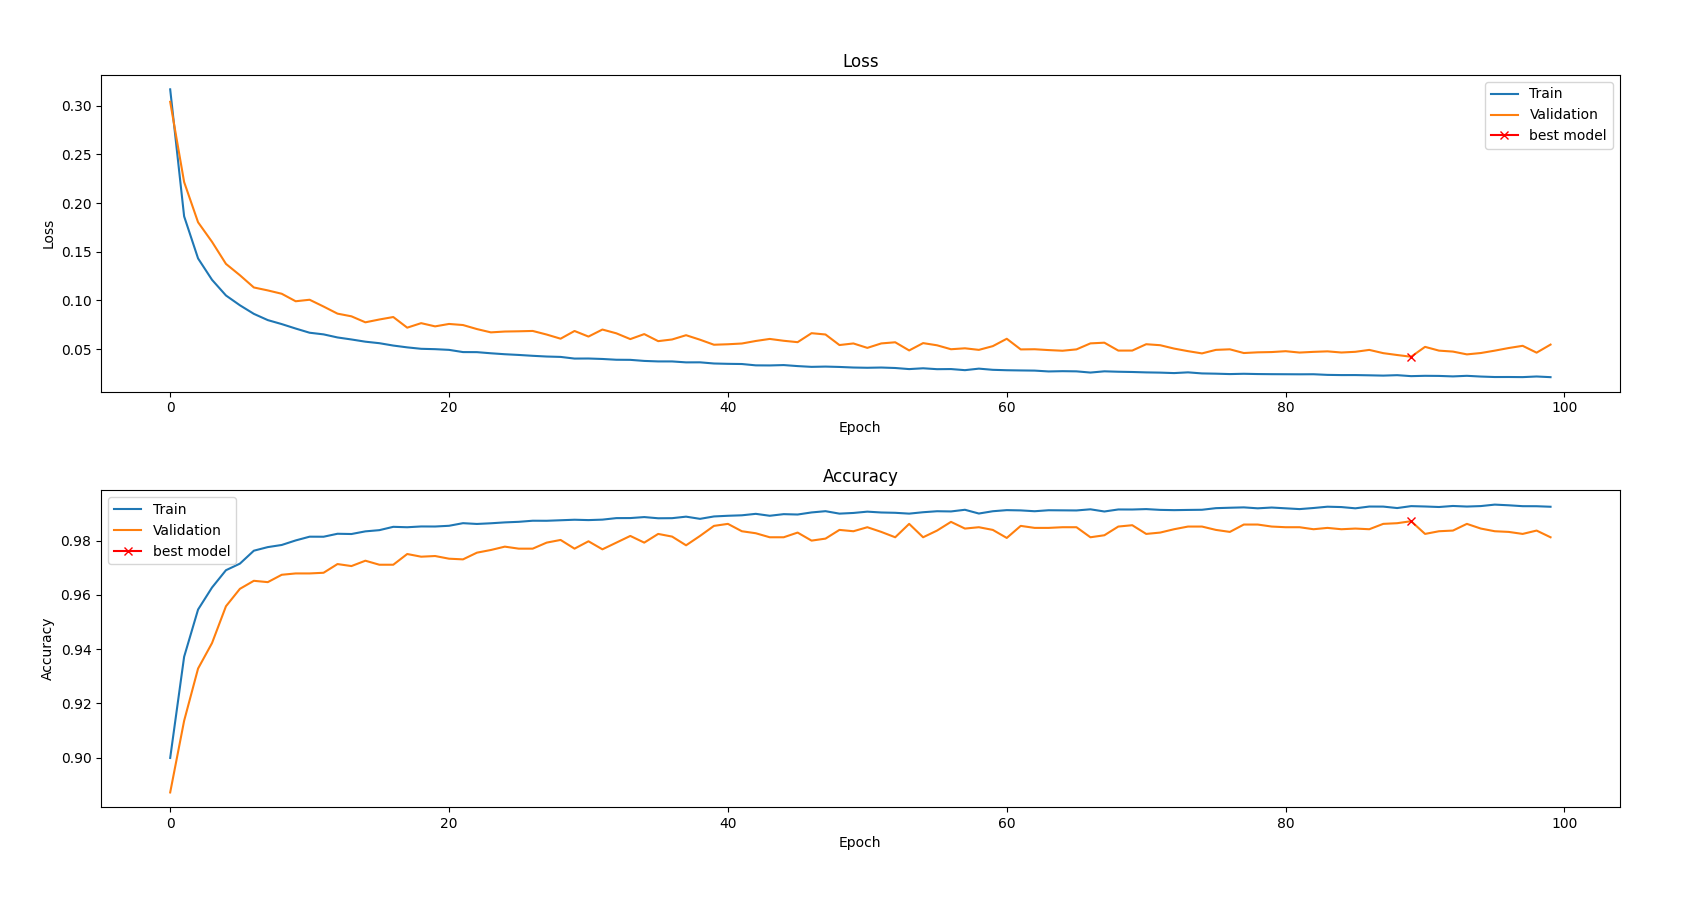 Loss
0.30
0.25
0.20
0.15
0.10
0.05
Loss
Train
Validation
best model
0 20 40 60 80 100
Epoch
Accuracy
0.98
0.96
0.94
0.92
0.90
Accuracy
Train
Validation
best model
0 20 40 60 80 100
Epoch